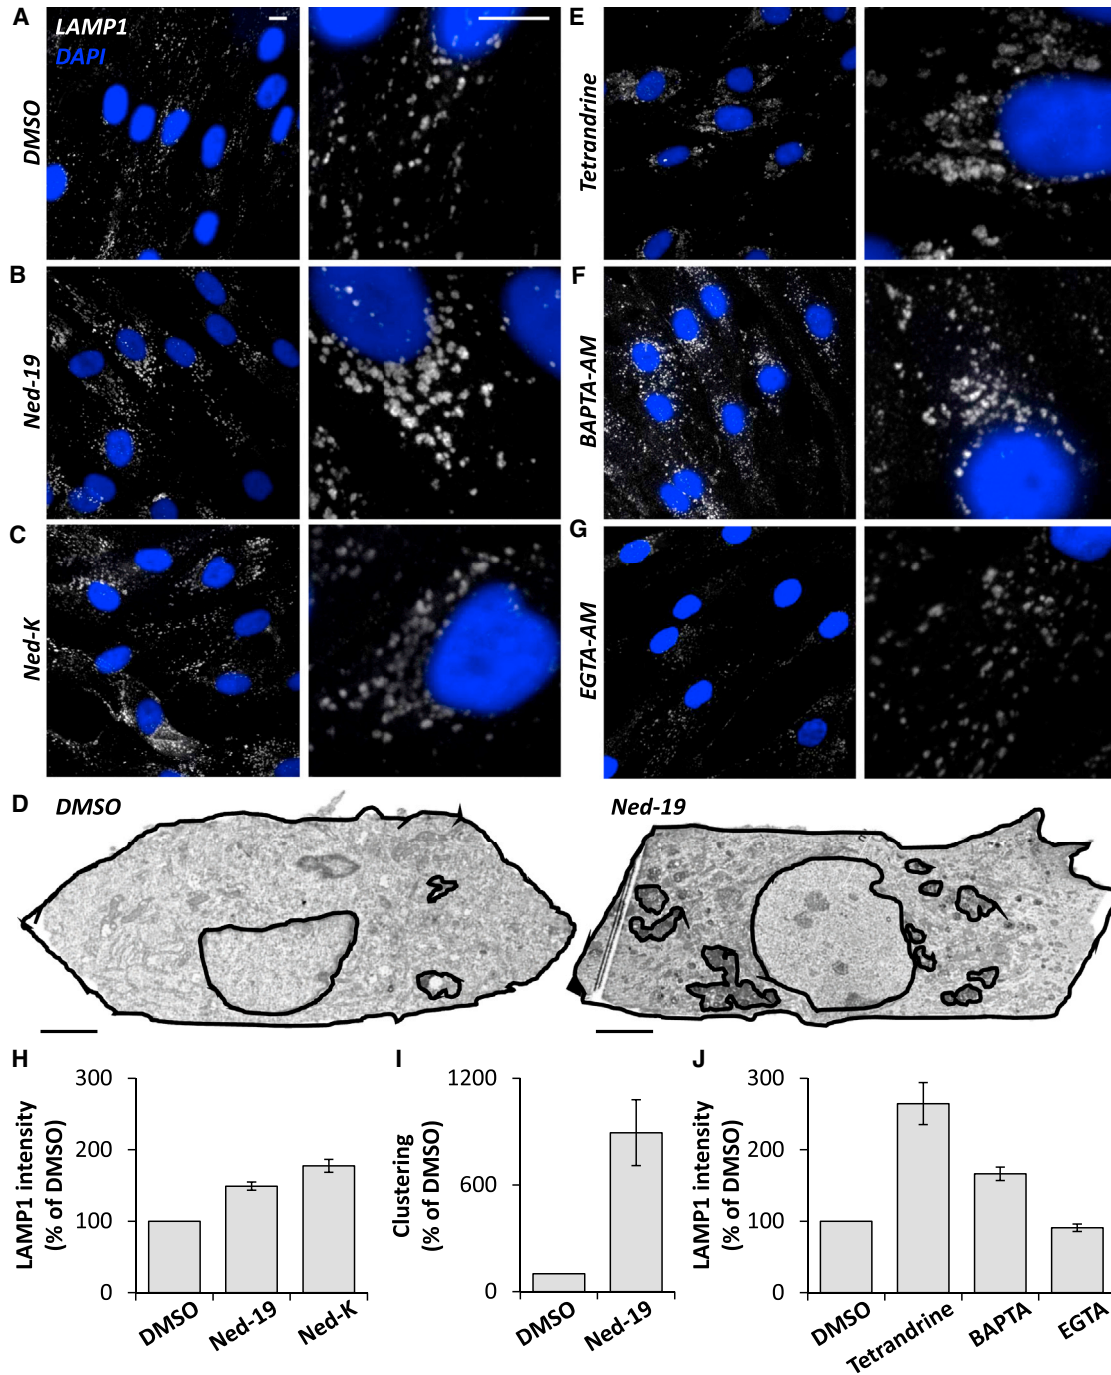 A
LAMP1
DAPI
DMSO
B
Ned-19
C
Ned-K
E
Tetrandrine
F
BAPTA-AM
G
EGTA-AM
D
DMSO
Ned-19
H
LAMP1 intensity
(% of DMSO)
300
200
100
0
DMSO
Ned-19
Ned-K
I
Clustering
(% of DMSO)
1200
600
0
DMSO
Ned-19
J
LAMP1 intensity
(% of DMSO)
300
200
100
0
DMSO
Tetrandrine
BAPTA
EGTA